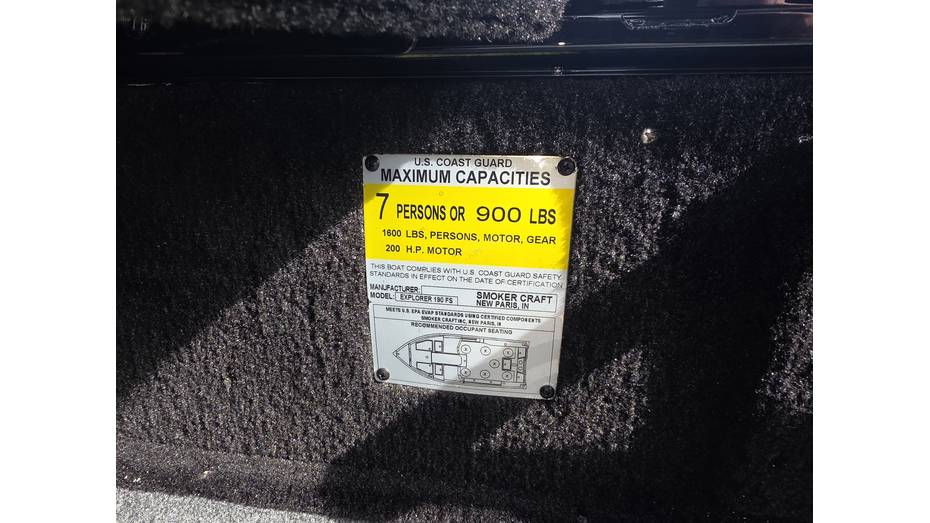 U.S. COAST GUARD
MAXIMUM CAPACITIES
7 PERSONS OR 900 LBS
1600 LBS, PERSONS, MOTOR, GEAR
200 H.P. MOTOR
THIS BOAT COMPLIES WITH U.S. COAST GUARD SAFETY
STANDARDS IN EFFECT ON THE DATE OF CERTIFICATION
MANUFACTURER: SMOKER CRAFT
MODEL: EXPLORER 190 FS NEW PARIS, IN
MEETS U.S. EPA EVAP STANDARDS USING CERTIFIED COMPONENTS
SMOKER CRAFT INC, NEW PARIS, IN
RECOMMENDED OCCUPANT SEATING